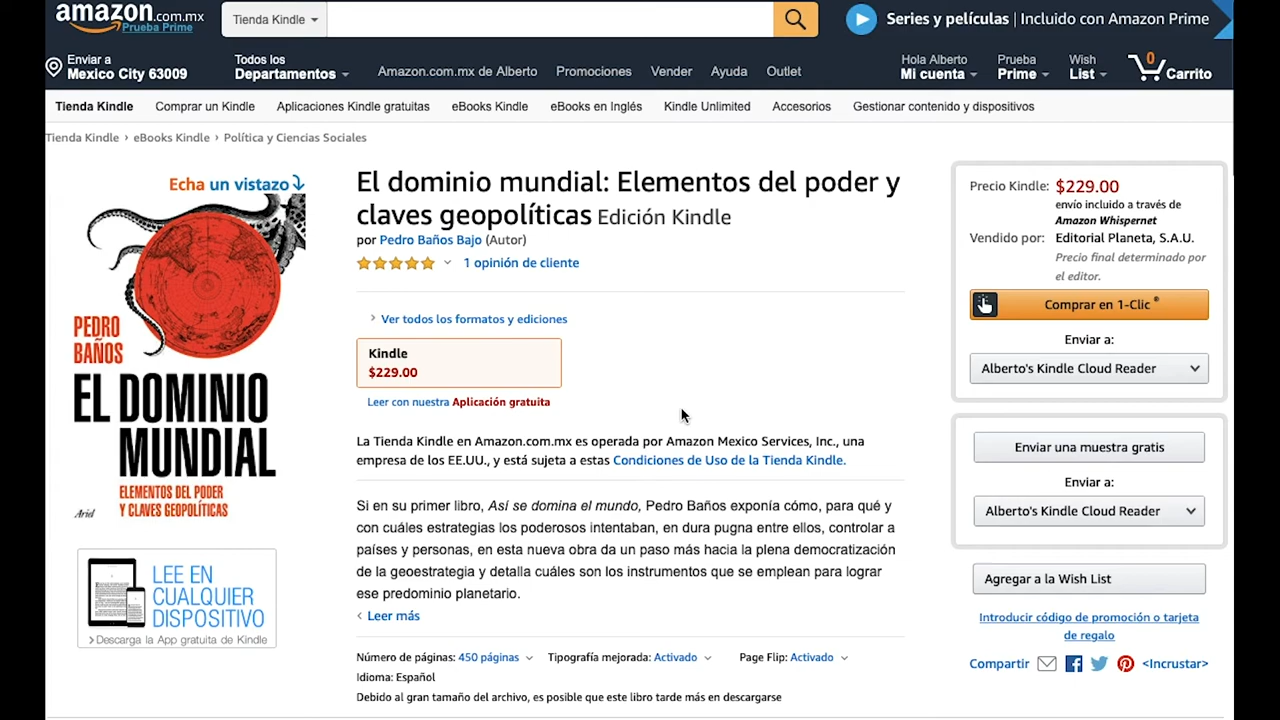 amazon.com.mx
Prueba Prime
Tienda Kindle
Series y películas | Incluido con Amazon Prime
Enviar a
Mexico City 63009
Todos los
Departamentos
Amazon.com.mx de Alberto
Promociones
Vender
Ayuda
Outlet
Hola Alberto
Mi cuenta
Prueba
Prime
Wish
List
0
Carrito
Tienda Kindle
Comprar un Kindle
Aplicaciones Kindle gratuitas
eBooks Kindle
eBooks en Inglés
Kindle Unlimited
Accesorios
Gestionar contenido y dispositivos
Tienda Kindle › eBooks Kindle › Política y Ciencias Sociales
Echa un vistazo
PEDRO
BAÑOS
EL DOMINIO
MUNDIAL
ELEMENTOS DEL PODER
Y CLAVES GEOPOLÍTICAS
Ariel
LEE EN
CUALQUIER
DISPOSITIVO
Descarga la App gratuita de Kindle
El dominio mundial: Elementos del poder y
claves geopolíticas Edición Kindle
por Pedro Baños Bajo (Autor)
1 opinión de cliente
Ver todos los formatos y ediciones
Kindle
$229.00
Leer con nuestra Aplicación gratuita
La Tienda Kindle en Amazon.com.mx es operada por Amazon Mexico Services, Inc., una
empresa de los EE.UU., y está sujeta a estas Condiciones de Uso de la Tienda Kindle.
Si en su primer libro, Así se domina el mundo, Pedro Baños exponía cómo, para qué y
con cuáles estrategias los poderosos intentaban, en dura pugna entre ellos, controlar a
países y personas, en esta nueva obra da un paso más hacia la plena democratización
de la geoestrategia y detalla cuáles son los instrumentos que se emplean para lograr
ese predominio planetario.
Leer más
Número de páginas: 450 páginas
Tipografía mejorada: Activado
Page Flip: Activado
Idioma: Español
Debido al gran tamaño del archivo, es posible que este libro tarde más en descargarse
Precio Kindle: $229.00
envío incluido a través de
Amazon Whispernet
Vendido por: Editorial Planeta, S.A.U.
Precio final determinado por
el editor.
Comprar en 1-Clic ®
Enviar a:
Alberto's Kindle Cloud Reader
Enviar una muestra gratis
Enviar a:
Alberto's Kindle Cloud Reader
Agregar a la Wish List
Introducir código de promoción o tarjeta
de regalo
Compartir
<Incrustar>